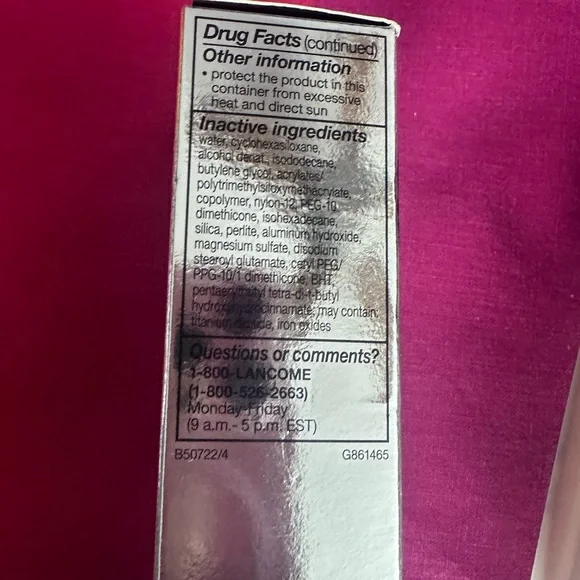 Drug Facts (continued)
Other information
• protect the product in this
container from excessive
heat and direct sun
Inactive ingredients
water, cyclohexasiloxane,
alcohol denat., isododecane,
butylene glycol, acrylates/
polytrimethylsiloxymethacrylate,
copolymer, nylon-12, PEG-10
dimethicone, isohexadecane,
silica, perlite, aluminum hydroxide,
magnesium sulfate, disodium
stearoyl glutamate, cetyl PEG/
PPG-10/1 dimethicone, BHT,
pentaerythrityl tetra-di-t-butyl
hydroxyhydrocinnamate; may contain:
titanium dioxide, iron oxides
Questions or comments?
1-800-LANCOME
(1-800-526-2663)
Monday-Friday
(9 a.m.- 5 p.m. EST)
B50722/4 G861465